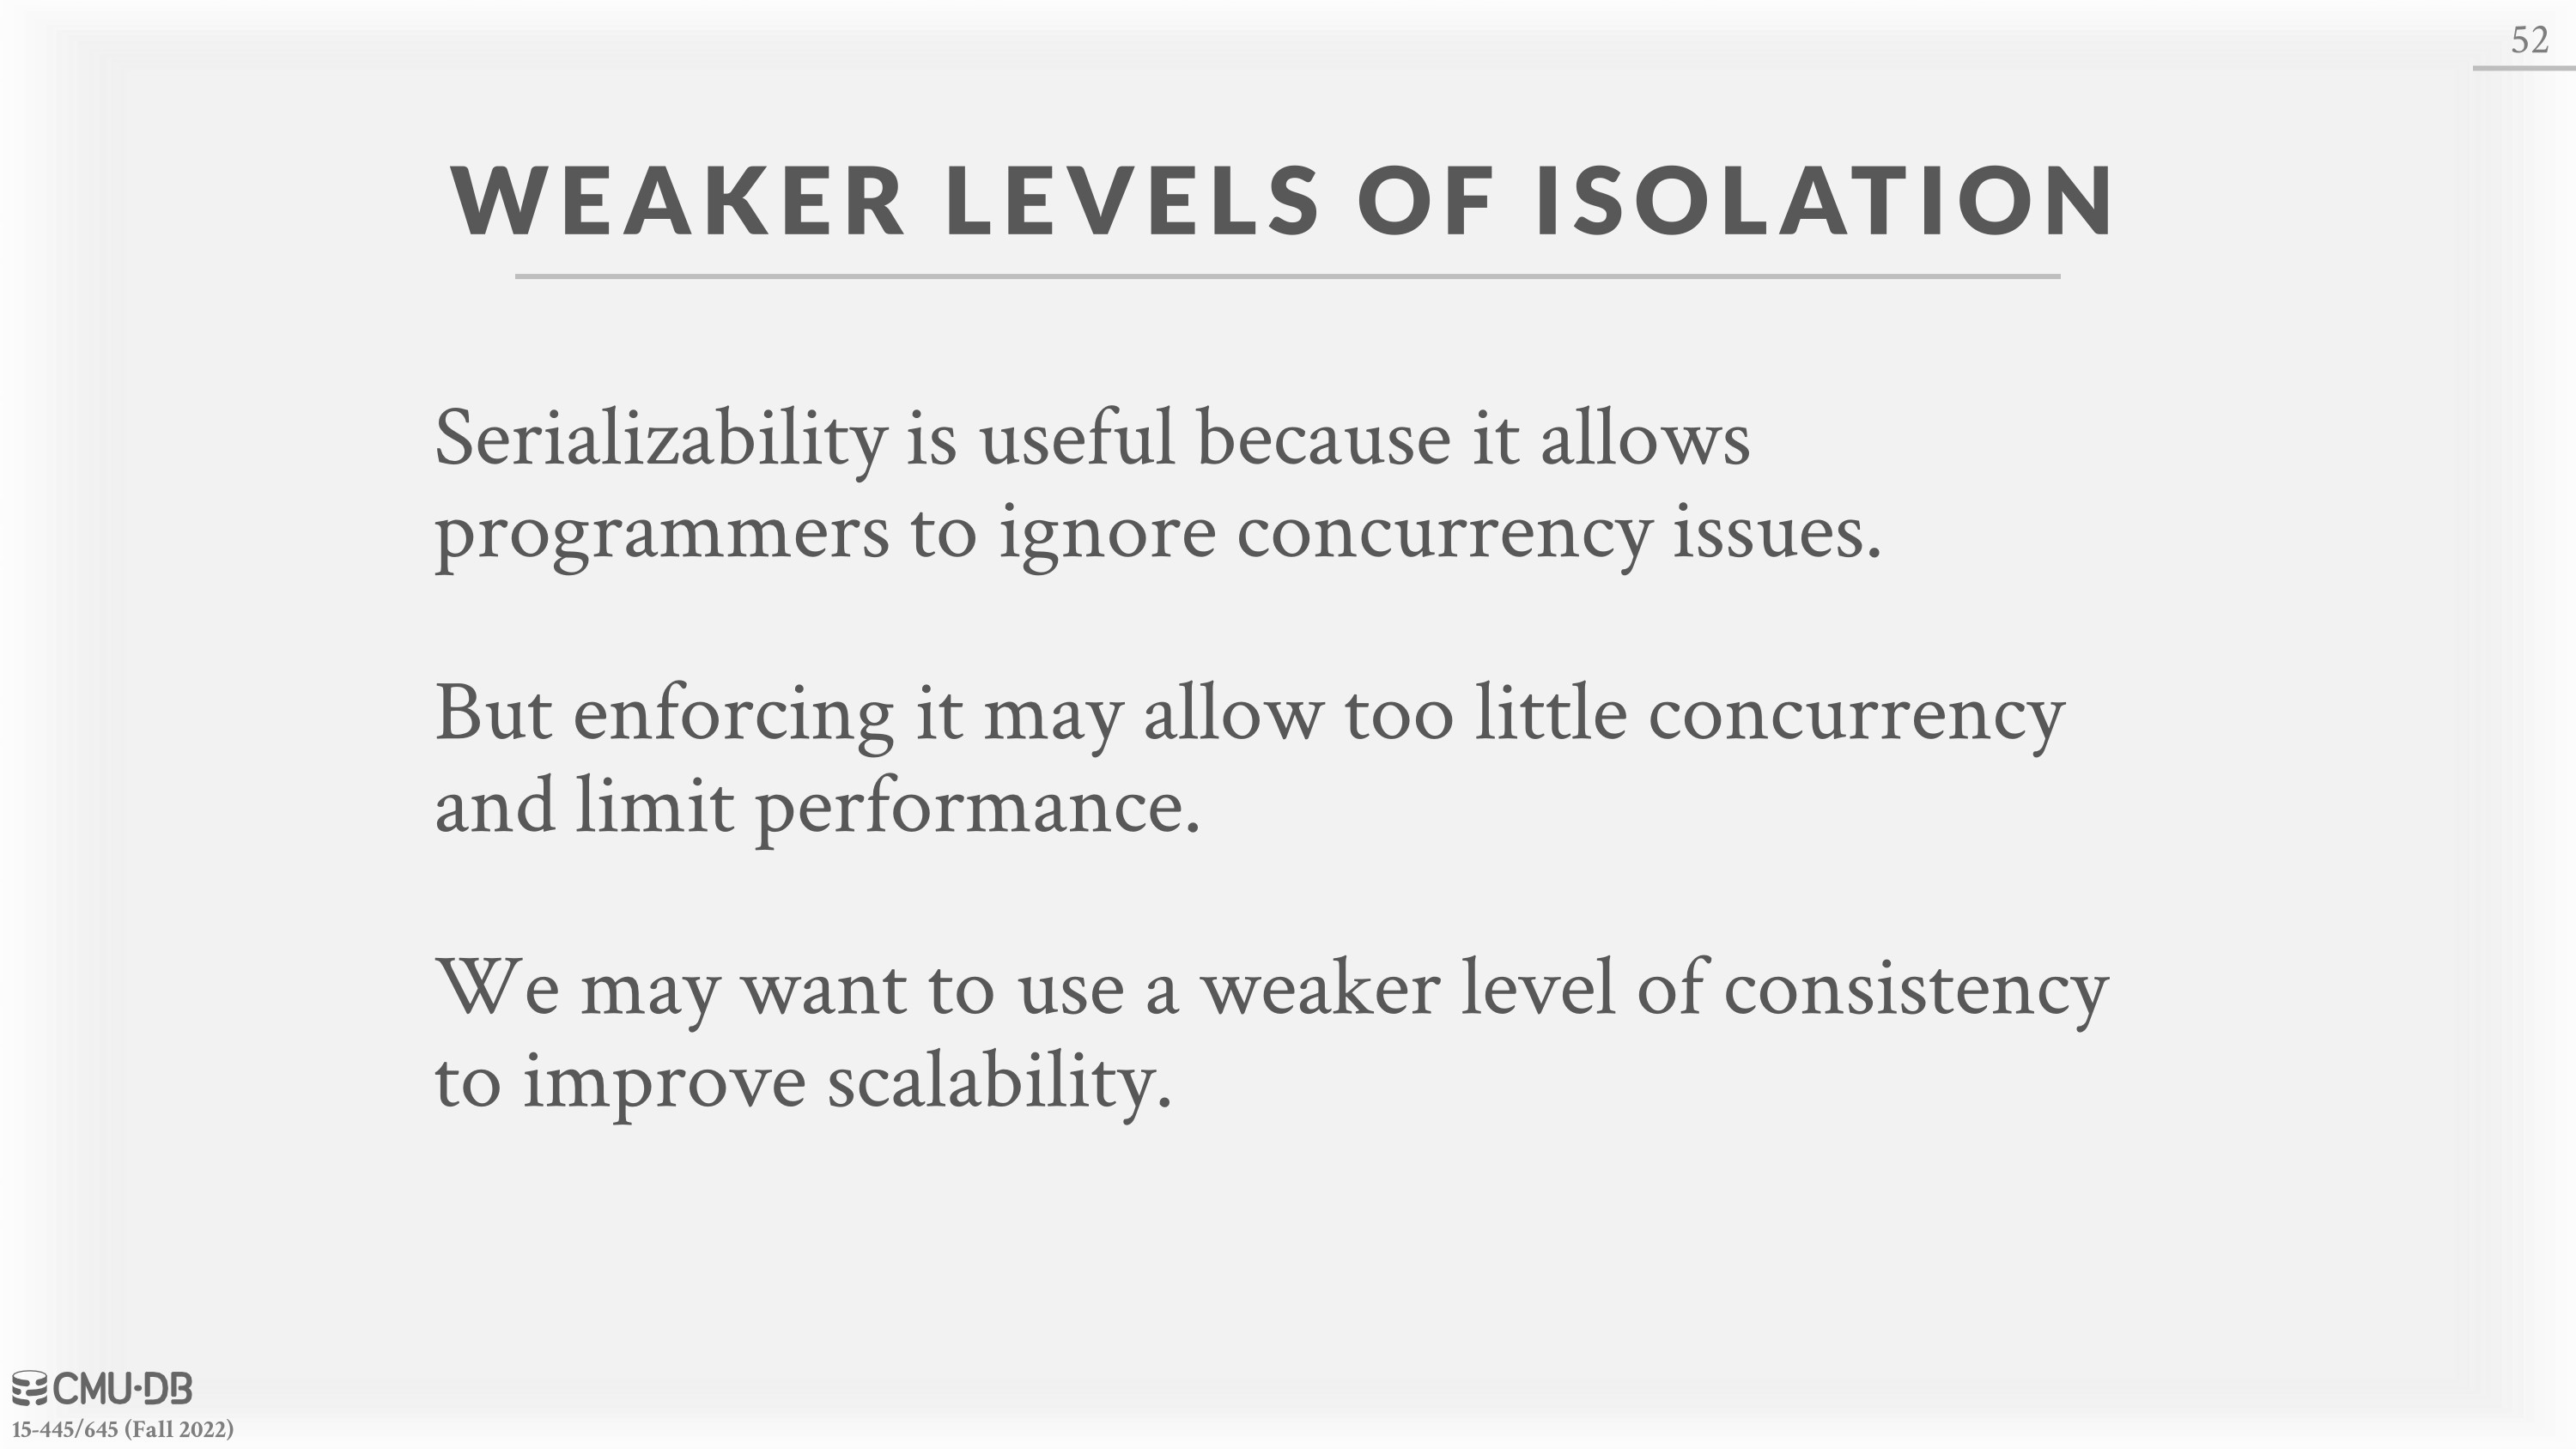 52
WEAKER LEVELS OF ISOLATION
Serializability is useful because it allows
programmers to ignore concurrency issues.
But enforcing it may allow too little concurrency
and limit performance.
We may want to use a weaker level of consistency
to improve scalability.
CMU·DB
15-445/645 (Fall 2022)